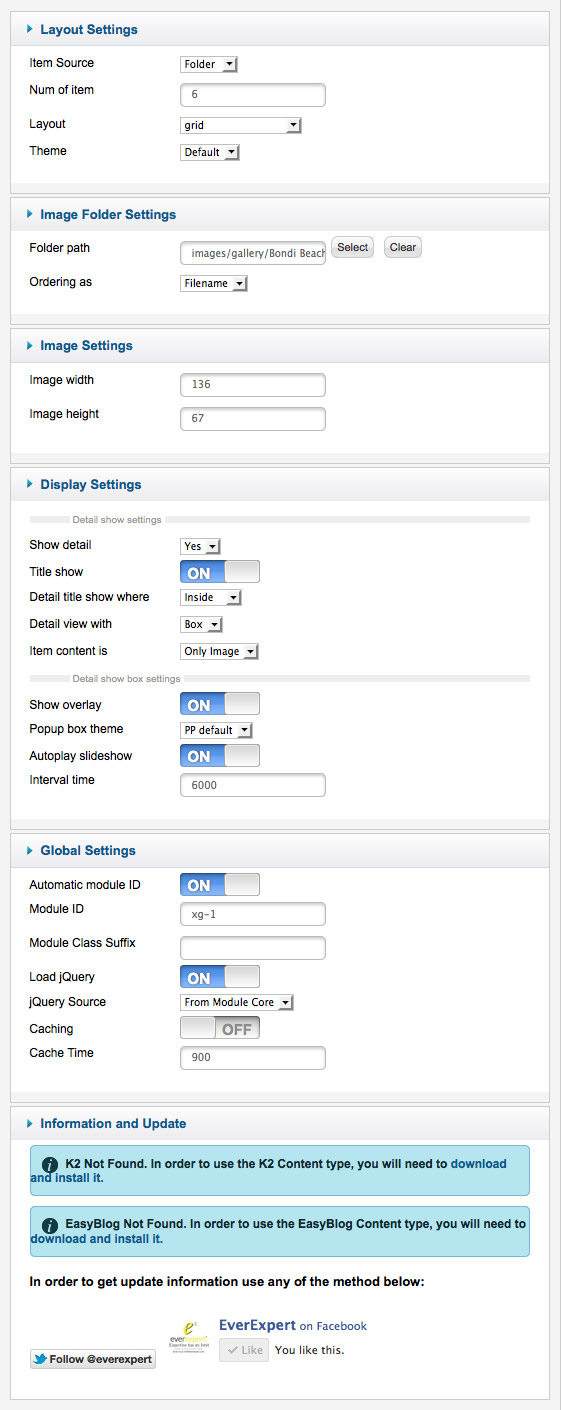 Layout Settings
Item Source Folder
Num of item 6
Layout grid
Theme Default
Image Folder Settings
Folder path images/gallery/Bondi Beach Select Clear
Ordering as Filename
Image Settings
Image width 136
Image height 67
Display Settings
Detail show settings
Show detail Yes
Title show ON
Detail title show where Inside
Detail view with Box
Item content is Only Image
Detail show box settings
Show overlay ON
Popup box theme PP default
Autoplay slideshow ON
Interval time 6000
Global Settings
Automatic module ID ON
Module ID xg-1
Module Class Suffix
Load jQuery ON
jQuery Source From Module Core
Caching OFF
Cache Time 900
Information and Update
K2 Not Found. In order to use the K2 Content type, you will need to download
and install it.
EasyBlog Not Found. In order to use the EasyBlog Content type, you will need to
download and install it.
In order to get update information use any of the method below:
Follow @everexpert
everexpert
EverExpert on Facebook
Like You like this.